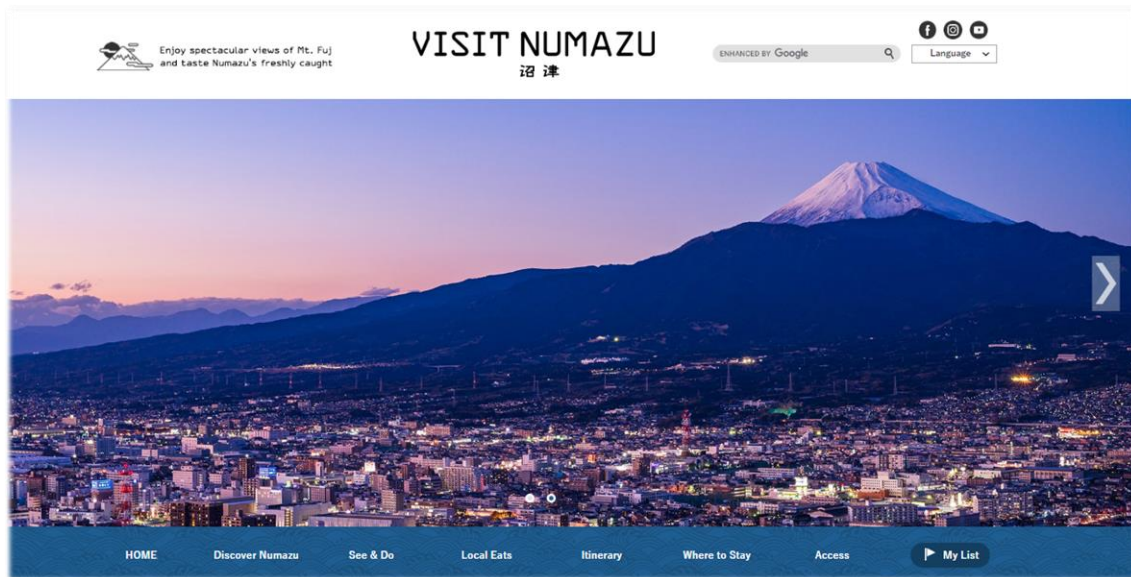 Enjoy spectacular views of Mt. Fuj
and taste Numazu's freshly caught
VISIT NUMAZU
沼津
ENHANCED BY Google
Language
HOME
Discover Numazu
See & Do
Local Eats
Itinerary
Where to Stay
Access
My List